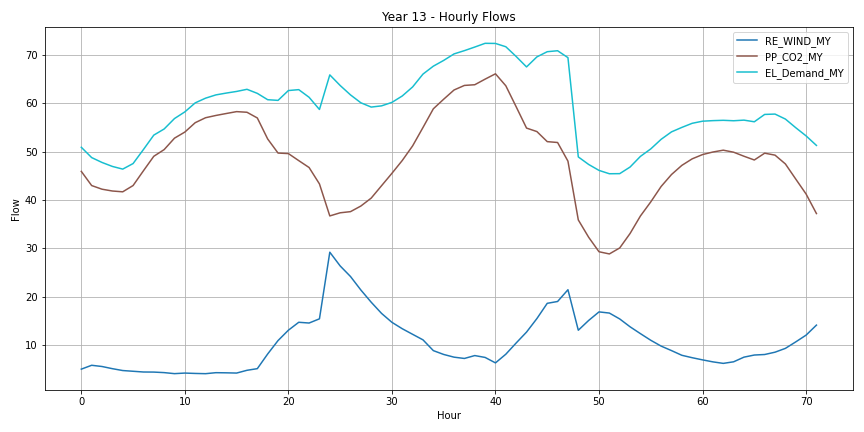 Year 13 - Hourly Flows
RE_WIND_MY
PP_CO2_MY
EL_Demand_MY
Flow
70
60
50
40
30
20
10
0 10 20 30 40 50 60 70
Hour